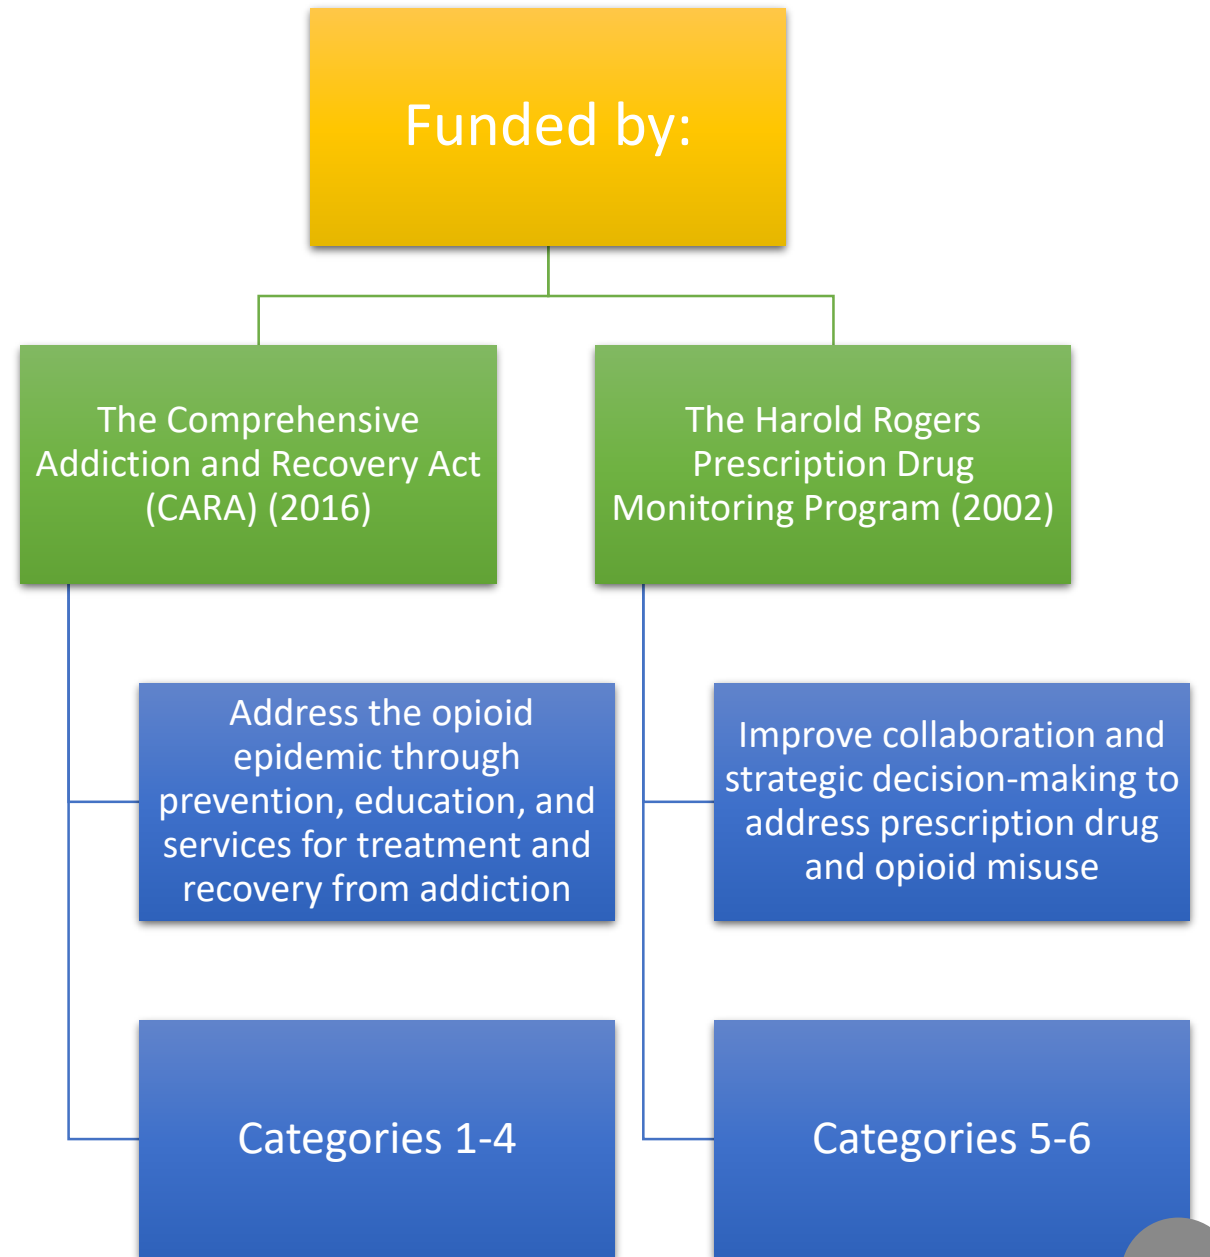 Funded by:
The Comprehensive
Addiction and Recovery Act
(CARA) (2016)
The Harold Rogers
Prescription Drug
Monitoring Program (2002)
Address the opioid
epidemic through
prevention, education, and
services for treatment and
recovery from addiction
Improve collaboration and
strategic decision-making to
address prescription drug
and opioid misuse
Categories 1-4
Categories 5-6